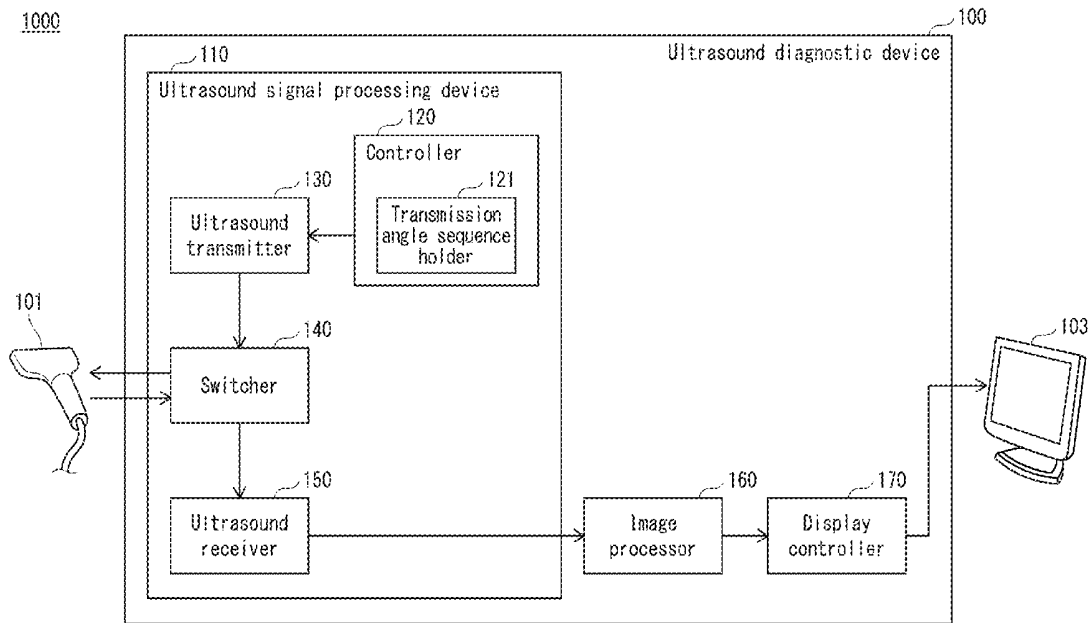 1000
100
Ultrasound diagnostic device
110
Ultrasound signal processing device
120
Controller
130
121
Ultrasound
transmitter
Transmission
angle sequence
holder
101
140
103
Switcher
150
160
170
Ultrasound
receiver
Image
processor
Display
controller